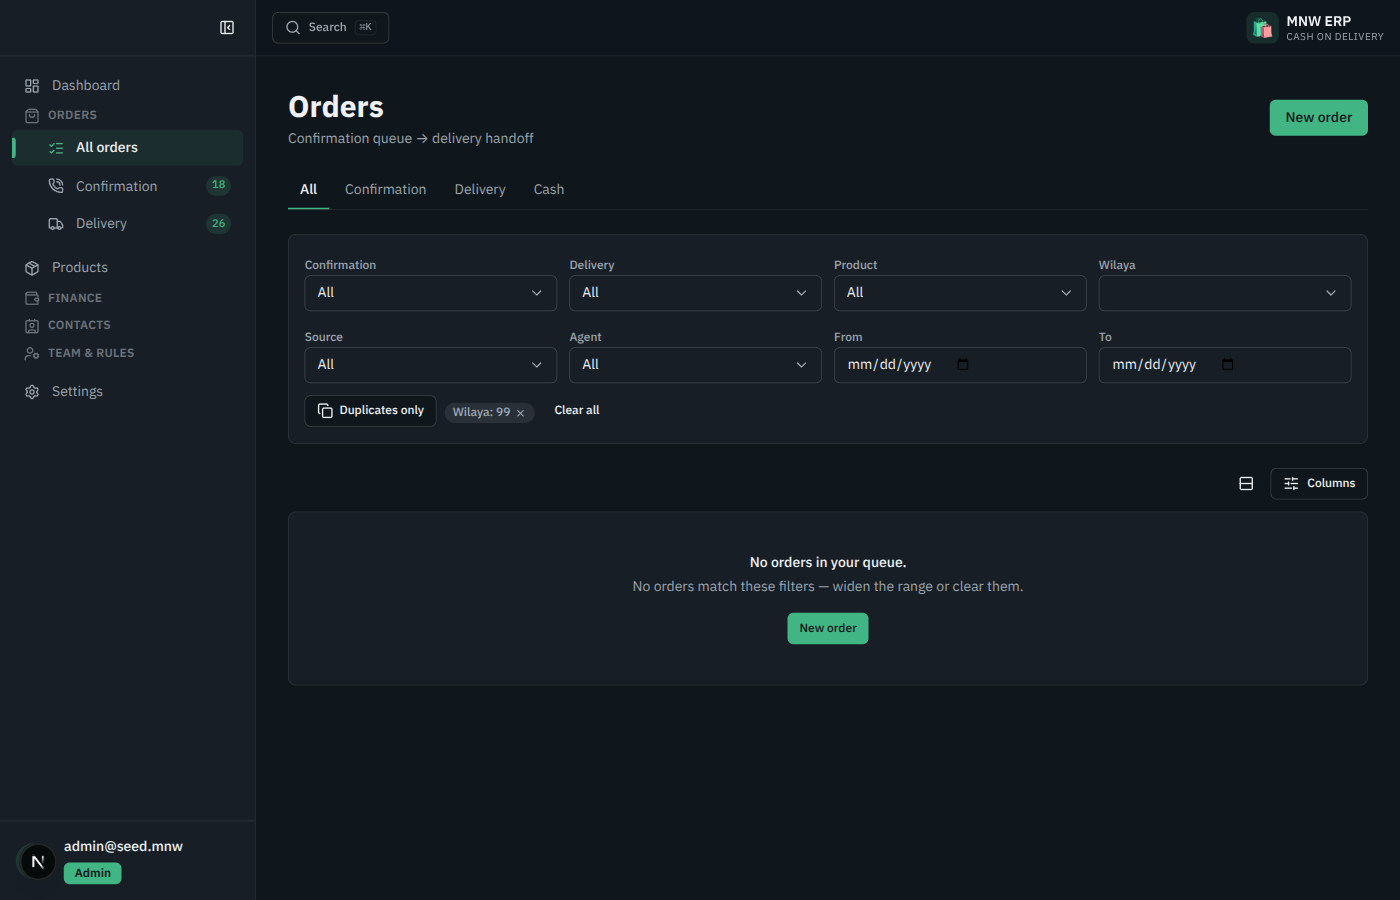 Search ⌘K
MNW ERP
CASH ON DELIVERY
Dashboard
ORDERS
All orders
Confirmation 18
Delivery 26
Products
FINANCE
CONTACTS
TEAM & RULES
Settings
admin@seed.mnw
N
Admin
Orders
Confirmation queue → delivery handoff
New order
All Confirmation Delivery Cash
Confirmation Delivery Product Wilaya
All All All
Source Agent From To
All All mm/dd/yyyy mm/dd/yyyy
Duplicates only Wilaya: 99 × Clear all
Columns
No orders in your queue.
No orders match these filters — widen the range or clear them.
New order